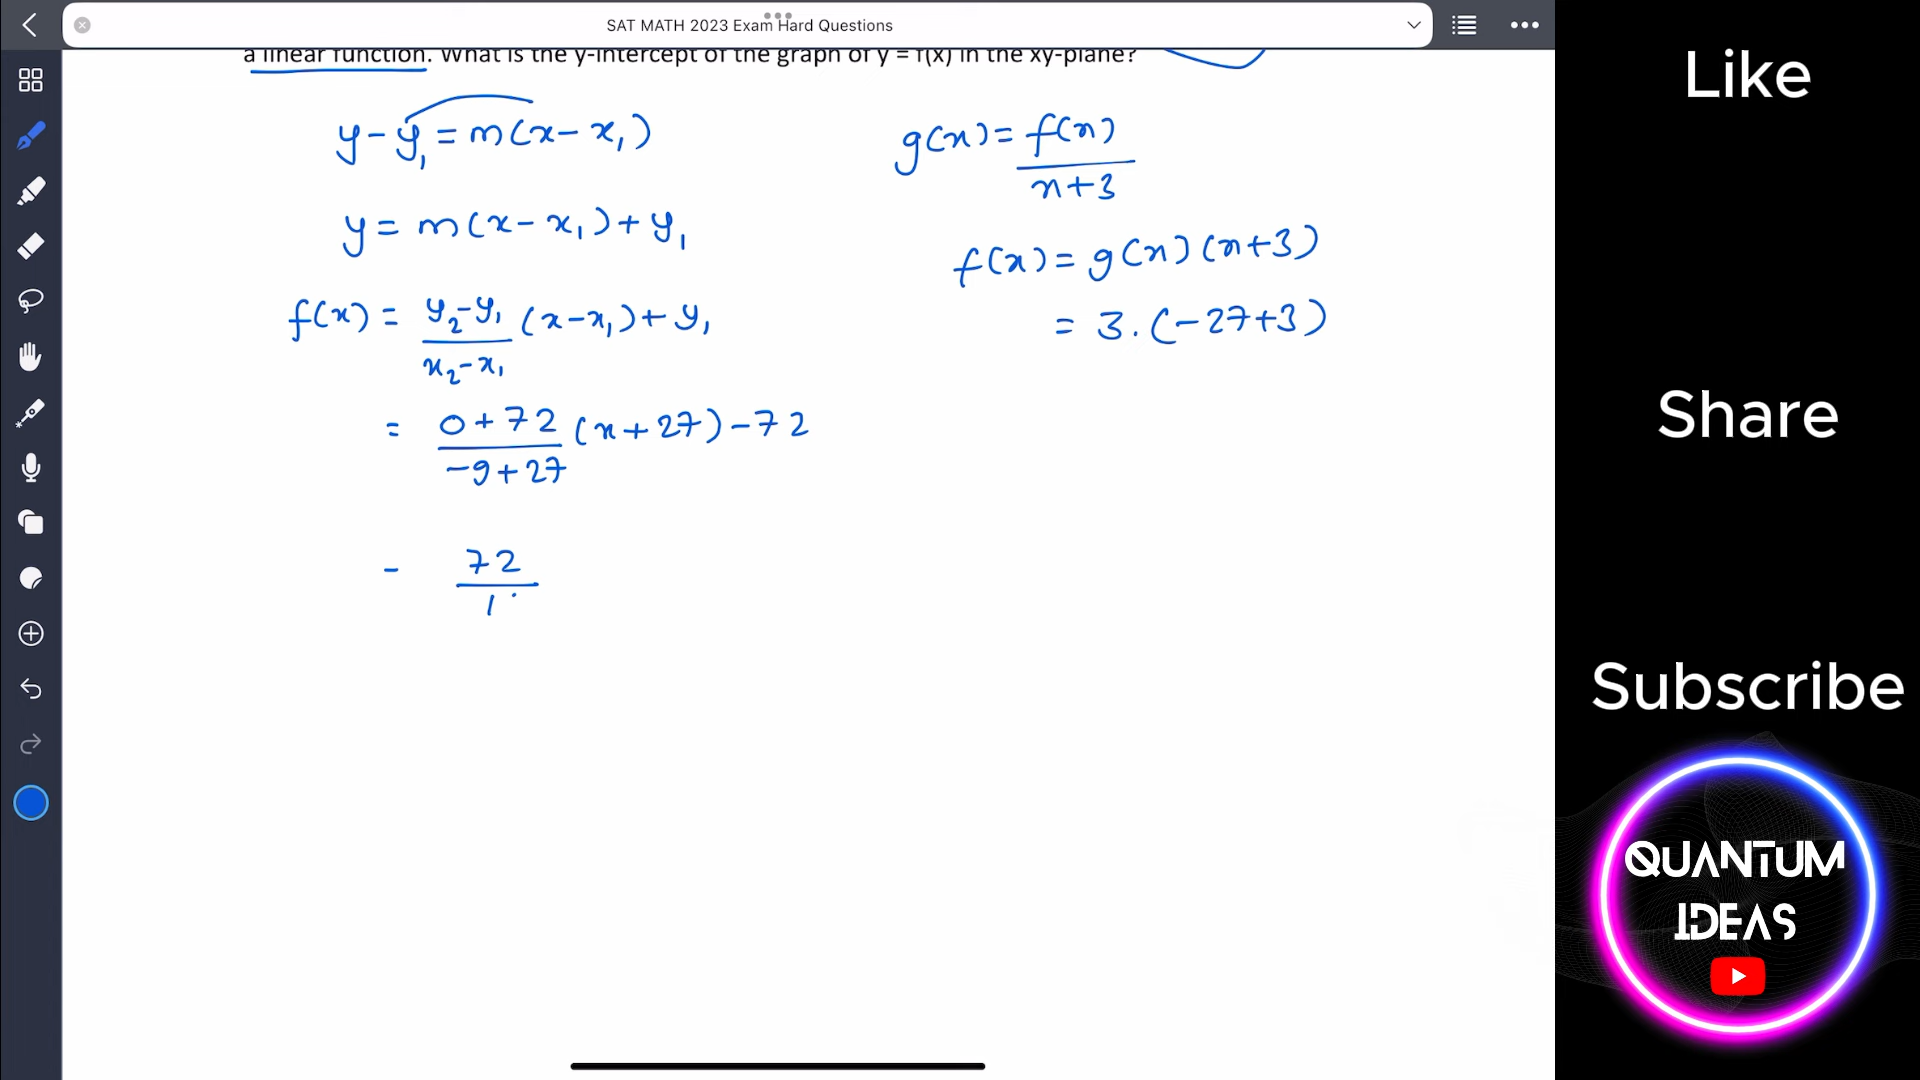 SAT MATH 2023 Exam Hard Questions
a linear function. What is the y-intercept of the graph of y = f(x) in the xy-plane?
y - y₁ = m(x - x₁)
y = m(x - x₁) + y₁
f(x) = y₂-y₁/x₂-x₁ (x-x₁)+y₁
= 0+72/-9+27 (x+27)-72
- 72/1
g(x) = f(x)/x+3
f(x) = g(x)(x+3)
= 3.(-27+3)
Like
Share
Subscribe
QUANTUM
IDEAS